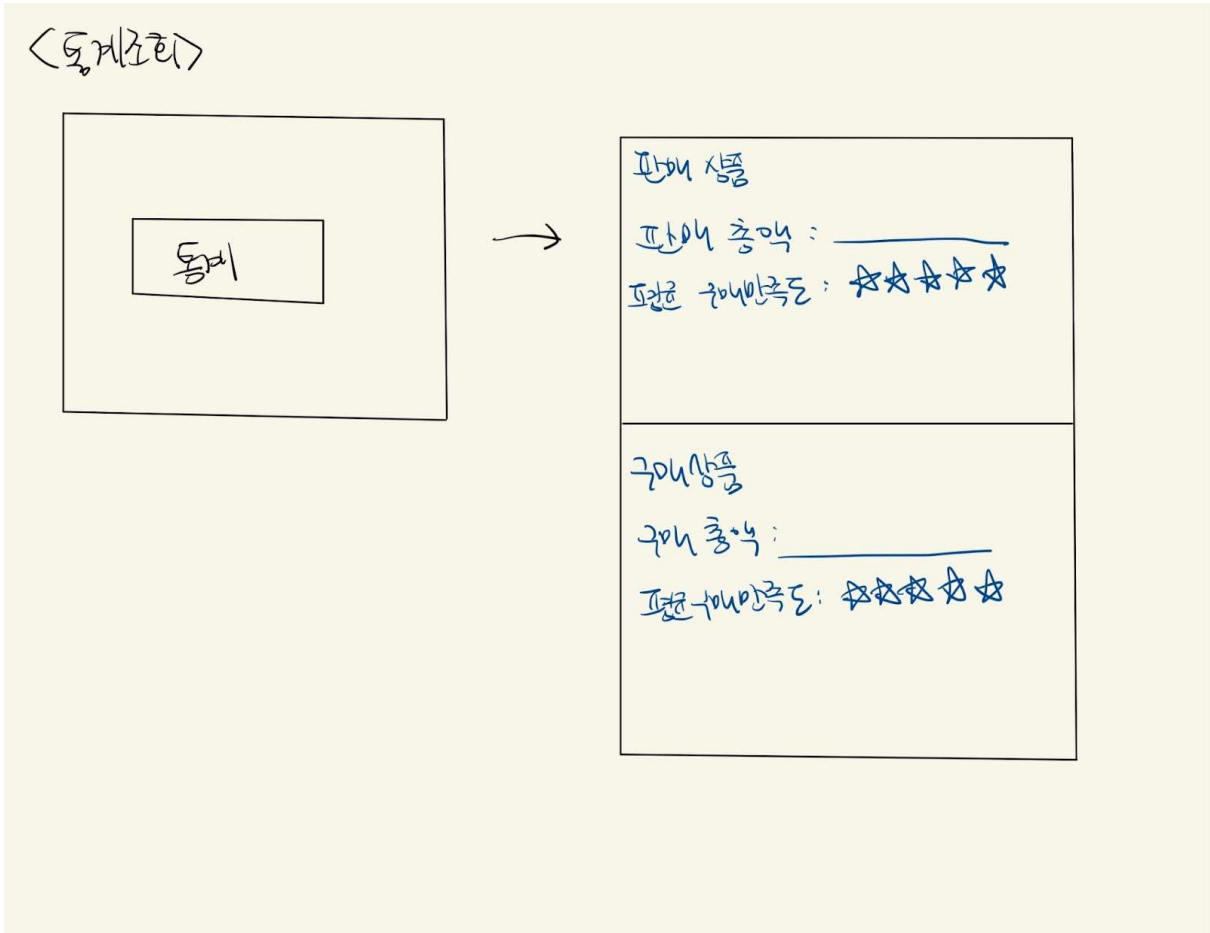 <통계조회>
통계
판매 상품
판매 총액 :
평균 구매만족도 : ☆☆☆☆☆
구매상품
구매 총액 :
평균구매만족도 : ☆☆☆☆☆